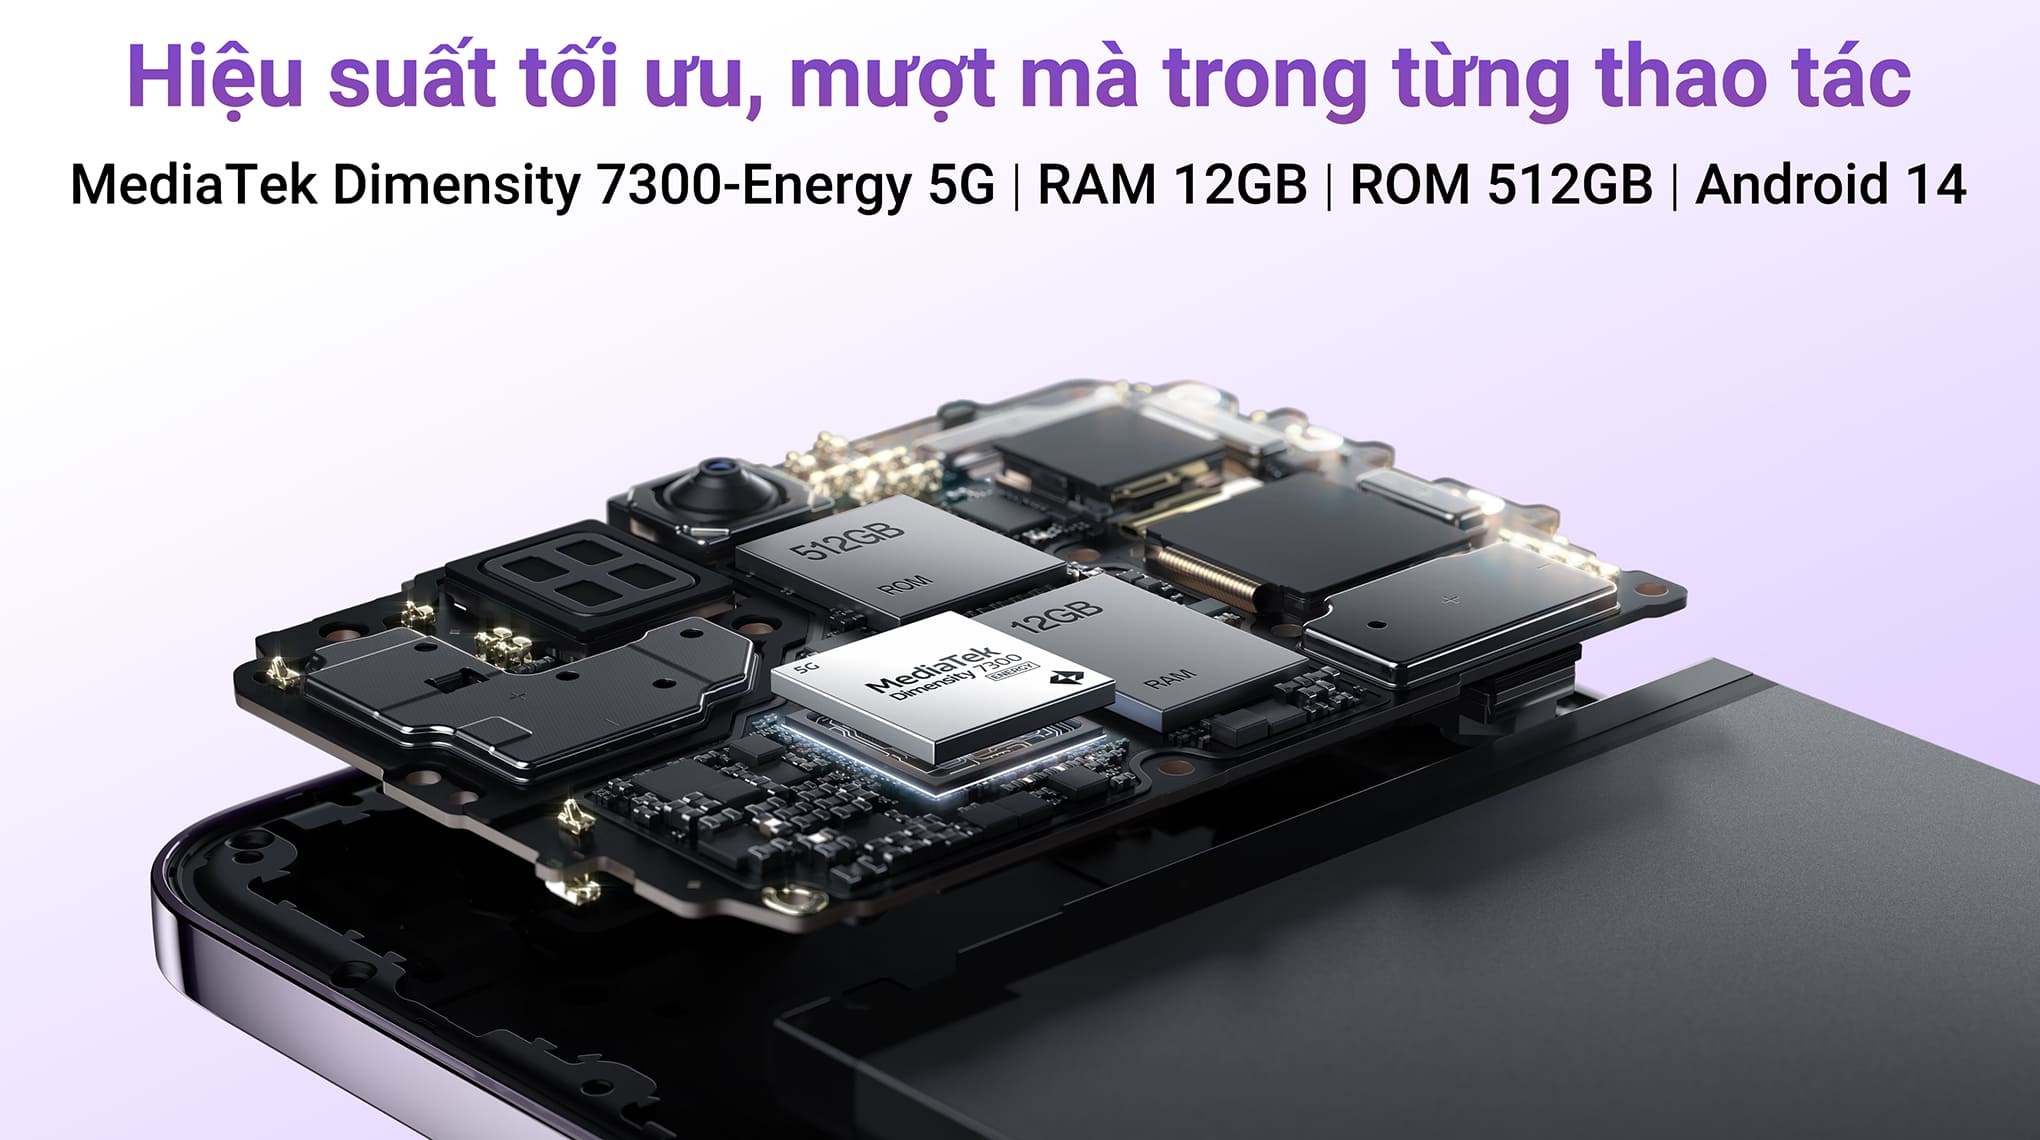 Hiệu suất tối ưu, mượt mà trong từng thao tác
MediaTek Dimensity 7300-Energy 5G | RAM 12GB | ROM 512GB | Android 14
512GB
ROM
12GB
RAM
5G
MediaTek
Dimensity 7300
ENERGY